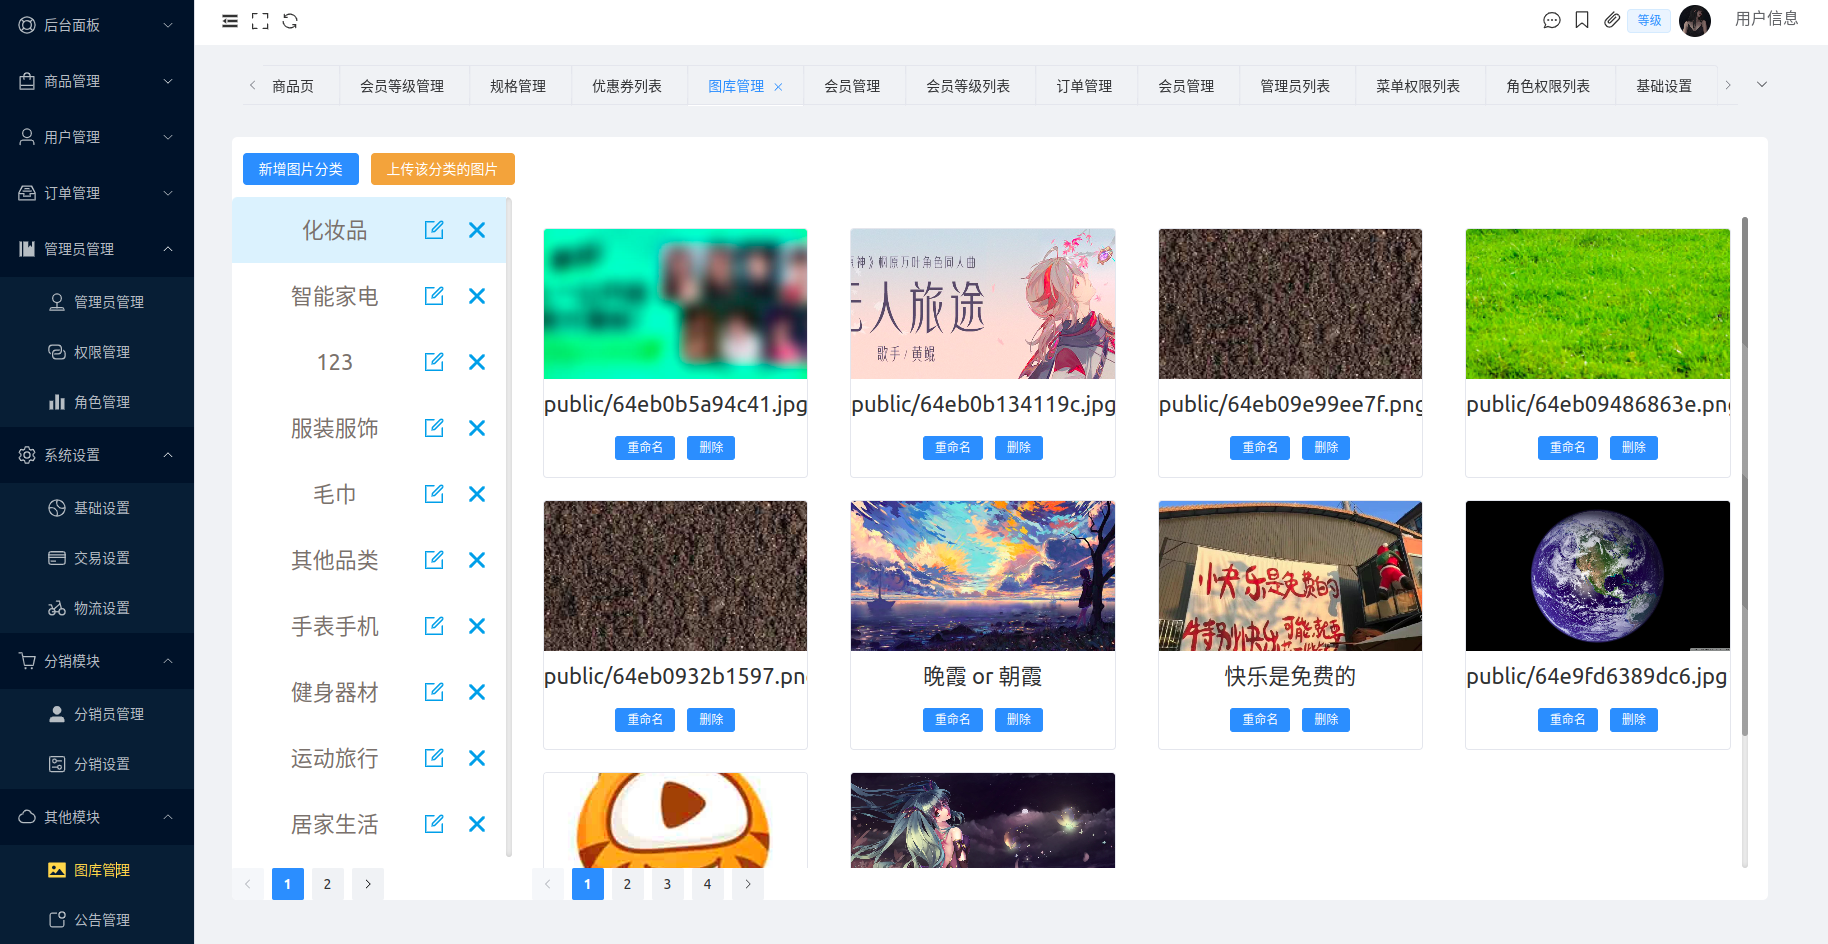 后台面板
商品管理
用户管理
订单管理
管理员管理
管理员管理
权限管理
角色管理
系统设置
基础设置
交易设置
物流设置
分销模块
分销员管理
分销设置
其他模块
图库管理
公告管理
等级
用户信息
商品页
会员等级管理
规格管理
优惠券列表
图库管理
会员管理
会员等级列表
订单管理
会员管理
管理员列表
菜单权限列表
角色权限列表
基础设置
新增图片分类
上传该分类的图片
化妆品
智能家电
123
服装服饰
毛巾
其他品类
手表手机
健身器材
运动旅行
居家生活
1
2
public/64eb0b5a94c41.jpg
重命名
删除
神》枫原万叶角色同人曲
人旅途
歌手/黄鲲
public/64eb0b134119c.jpg
重命名
删除
public/64eb09e99ee7f.png
重命名
删除
public/64eb09486863e.png
重命名
删除
public/64eb0932b1597.pn
重命名
删除
晚霞 or 朝霞
重命名
删除
快乐是免费的
特别快乐可能就要
快乐是免费的
重命名
删除
public/64e9fd6389dc6.jpg
重命名
删除
1
2
3
4